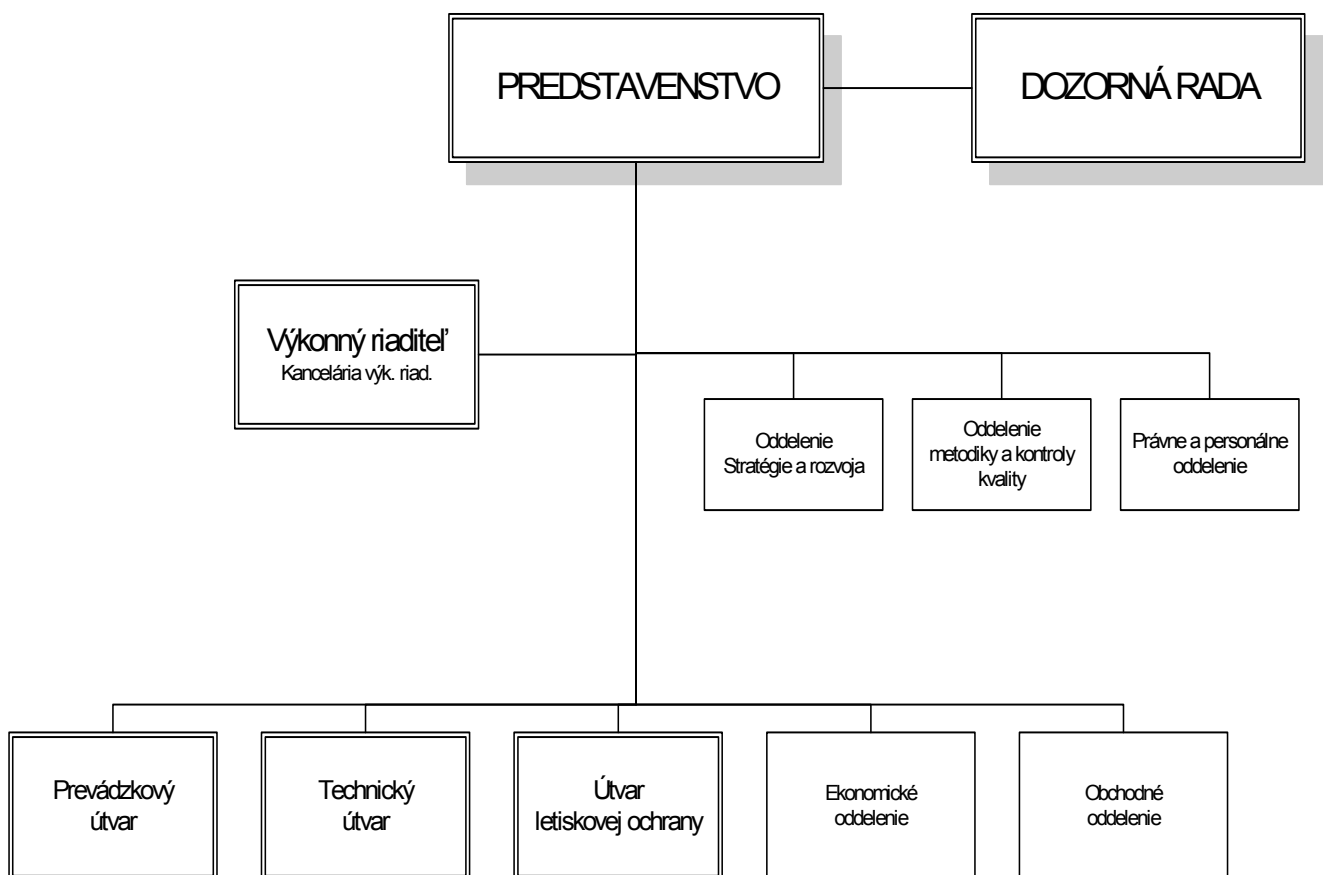 PREDSTAVENSTVO
DOZORNÁ RADA
Výkonný riaditeľ
Kancelária výk. riad.
Oddelenie
Stratégie a rozvoja
Oddelenie
metodiky a kontroly
kvality
Právne a personálne
oddelenie
Prevádzkový
útvar
Technický
útvar
Útvar
letiskovej ochrany
Ekonomické
oddelenie
Obchodné
oddelenie